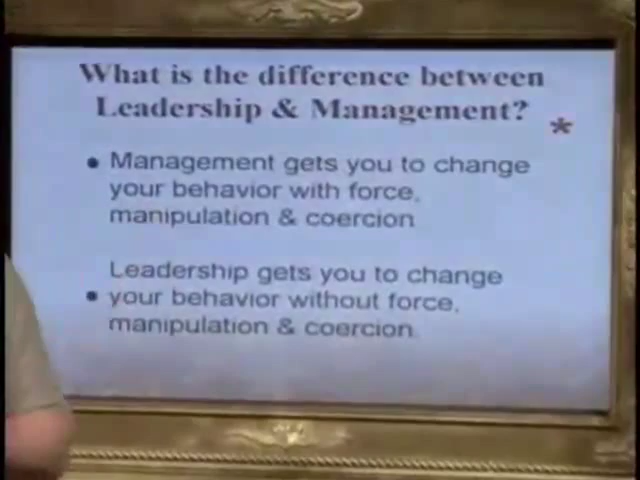 What is the difference between
Leadership & Management?
*
• Management gets you to change
your behavior with force,
manipulation & coercion
Leadership gets you to change
• your behavior without force,
manipulation & coercion.